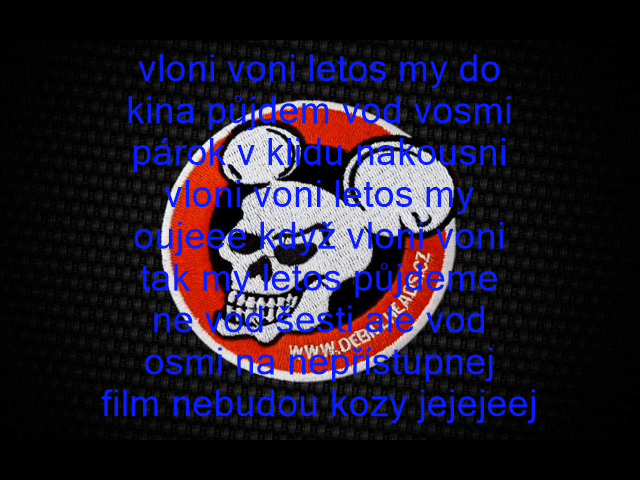 vloni voni letos my do
kina půjdem vod vosmi
párok v klidu nakousni
vloni voni letos my
oujeee když vloni voni
tak my letos půjdeme
ne vod šesti ale vod
osmi na nepřístupnej
film nebudou kozy jejejeej